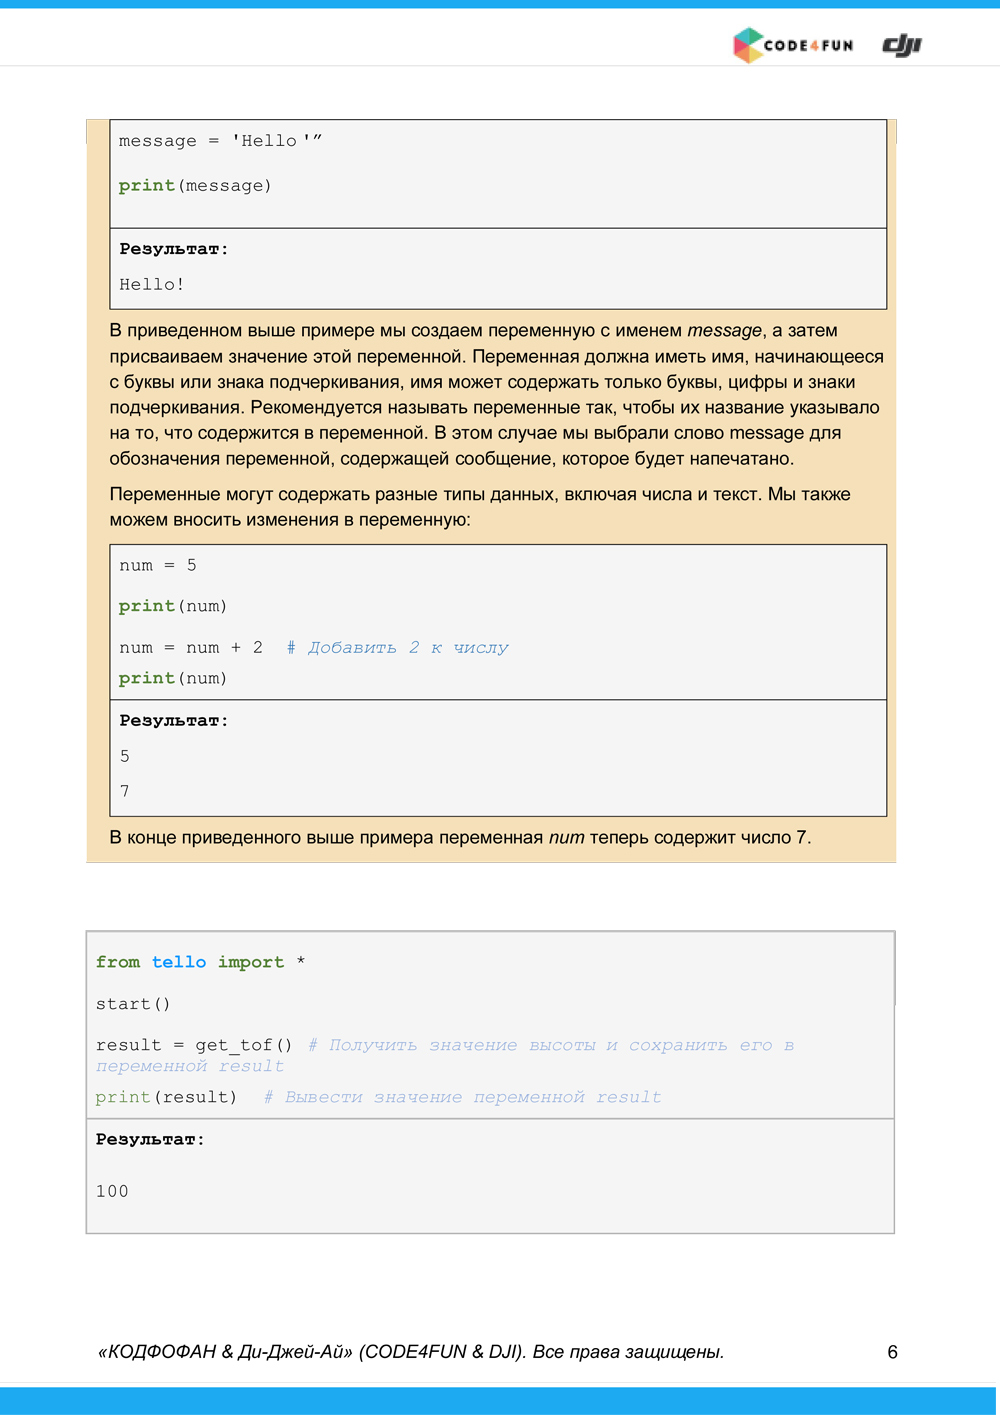 CODE4FUN dji
message = 'Hello '”
print(message)
Результат:
Hello!
В приведенном выше примере мы создаем переменную с именем message, а затем
присваиваем значение этой переменной. Переменная должна иметь имя, начинающееся
с буквы или знака подчеркивания, имя может содержать только буквы, цифры и знаки
подчеркивания. Рекомендуется называть переменные так, чтобы их название указывало
на то, что содержится в переменной. В этом случае мы выбрали слово message для
обозначения переменной, содержащей сообщение, которое будет напечатано.
Переменные могут содержать разные типы данных, включая числа и текст. Мы также
можем вносить изменения в переменную:
num = 5
print(num)
num = num + 2  # Добавить 2 к числу
print(num)
Результат:
5
7
В конце приведенного выше примера переменная num теперь содержит число 7.
from tello import *
start()
result = get_tof() # Получить значение высоты и сохранить его в
переменной result
print(result)  # Вывести значение переменной result
Результат:
100
«КОДФОФАН & Ди-Джей-Ай» (CODE4FUN & DJI). Все права защищены. 6